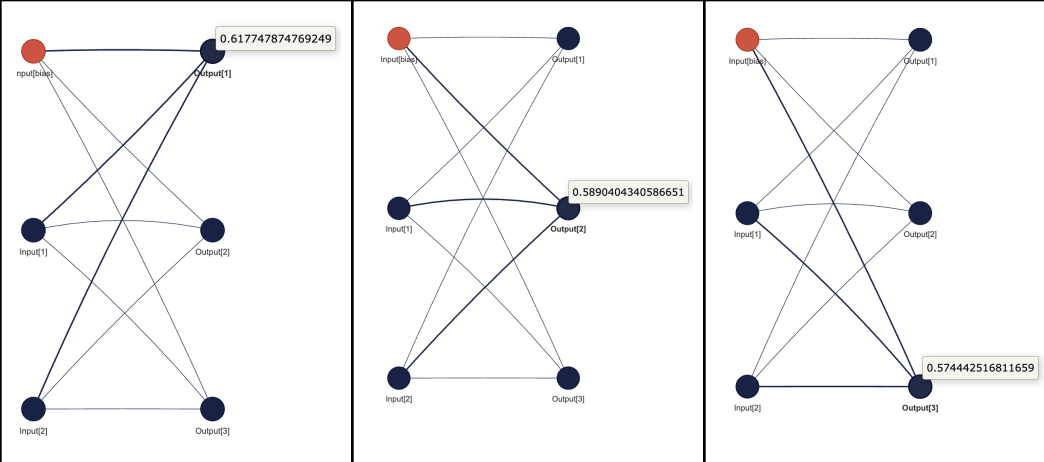 0.617747874769249
nput[bias]
Output[1]
Input[1]
Output[2]
Input[2]
Output[3]
Input[bias]
Output[1]
0.5890404340586651
Input[1]
Output[2]
Input[2]
Output[3]
Input[bias]
Output[1]
Input[1]
Output[2]
0.574442516811659
Input[2]
Output[3]